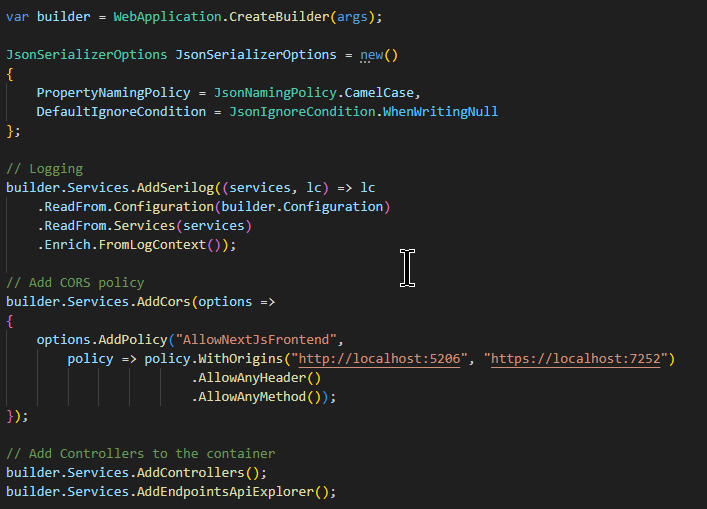 var builder = WebApplication.CreateBuilder(args);
JsonSerializerOptions JsonSerializerOptions = new()
{
    PropertyNamingPolicy = JsonNamingPolicy.CamelCase,
    DefaultIgnoreCondition = JsonIgnoreCondition.WhenWritingNull
};
// Logging
builder.Services.AddSerilog((services, lc) => lc
    .ReadFrom.Configuration(builder.Configuration)
    .ReadFrom.Services(services)
    .Enrich.FromLogContext());
// Add CORS policy
builder.Services.AddCors(options =>
{
    options.AddPolicy("AllowNextJsFrontend",
        policy => policy.WithOrigins("http://localhost:5206", "https://localhost:7252")
                        .AllowAnyHeader()
                        .AllowAnyMethod());
});
// Add Controllers to the container
builder.Services.AddControllers();
builder.Services.AddEndpointsApiExplorer();